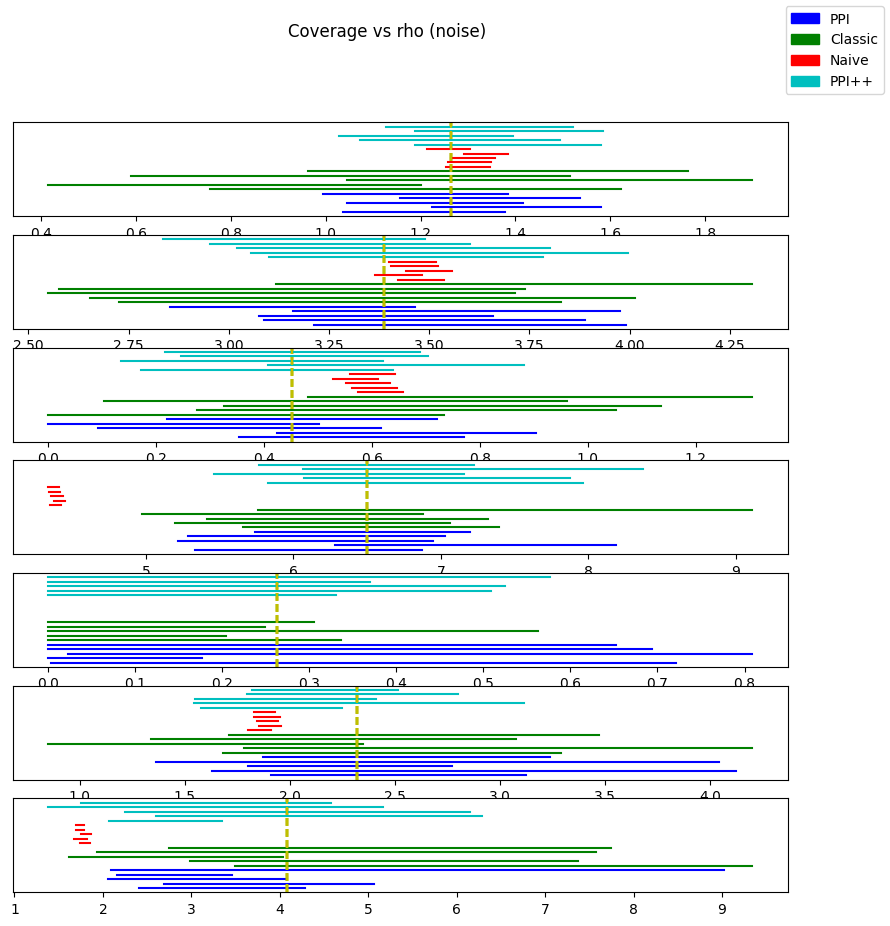 Coverage vs rho (noise)
PPI
Classic
Naive
PPI++
0.4 0.6 0.8 1.0 1.2 1.4 1.6 1.8
2.50 2.75 3.00 3.25 3.50 3.75 4.00 4.25
0.0 0.2 0.4 0.6 0.8 1.0 1.2
5 6 7 8 9
0.0 0.1 0.2 0.3 0.4 0.5 0.6 0.7 0.8
1.0 1.5 2.0 2.5 3.0 3.5 4.0
1 2 3 4 5 6 7 8 9